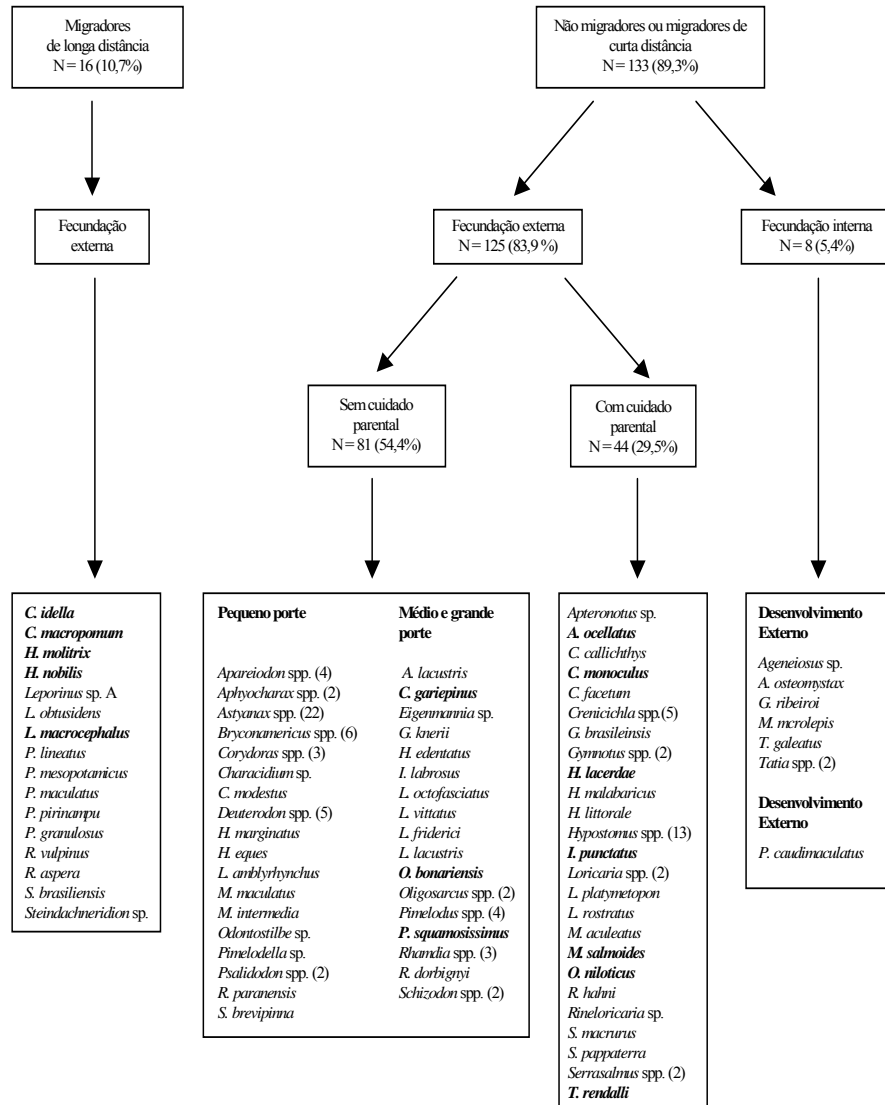 Migradores
de longa distância
N = 16 (10,7%)
Não migradores ou migradores de
curta distância
N = 133 (89,3%)
Fecundação
externa
Fecundação externa
N = 125 (83,9 %)
Fecundação interna
N = 8 (5,4%)
Sem cuidado
parental
N = 81 (54,4%)
Com cuidado
parental
N = 44 (29,5%)
C. idella
C. macropomum
H. molitrix
H. nobilis
Leporinus sp. A
L. obtusidens
L. macrocephalus
P. lineatus
P. mesopotamicus
P. maculatus
P. pirinampu
P. granulosus
R. vulpinus
R. aspera
S. brasiliensis
Steindachneridion sp.
Pequeno porte
Apareiodon spp. (4)
Aphyocharax spp. (2)
Astyanax spp. (22)
Bryconamericus spp. (6)
Corydoras spp. (3)
Characidium sp.
C. modestus
Deuterodon spp. (5)
H. marginatus
H. eques
L. amblyrhynchus
M. maculatus
M. intermedia
Odontostilbe sp.
Pimelodella sp.
Psalidodon spp. (2)
R. paranensis
S. brevipinna
Médio e grande
porte
A. lacustris
C. gariepinus
Eigenmannia sp.
G. knerii
H. edentatus
I. labrosus
L. octofasciatus
L. vittatus
L. friderici
L. lacustris
O. bonariensis
Oligosarcus spp. (2)
Pimelodus spp. (4)
P. squamosissimus
Rhamdia spp. (3)
R. dorbignyi
Schizodon spp. (2)
Apteronotus sp.
A. ocellatus
C. callichthys
C. monoculus
C. facetum
Crenicichla spp.(5)
G. brasileinsis
Gymnotus spp. (2)
H. lacerdae
H. malabaricus
H. littorale
Hypostomus spp. (13)
I. punctatus
Loricaria spp. (2)
L. platymetopon
L. rostratus
M. aculeatus
M. salmoides
O. niloticus
R. hahni
Rineloricaria sp.
S. macrurus
S. pappaterra
Serrasalmus spp. (2)
T. rendalli
Desenvolvimento
Externo
Ageneiosus sp.
A. osteomystax
G. ribeiroi
M. mcrolepis
T. galeatus
Tatia spp. (2)
Desenvolvimento
Externo
P. caudimaculatus